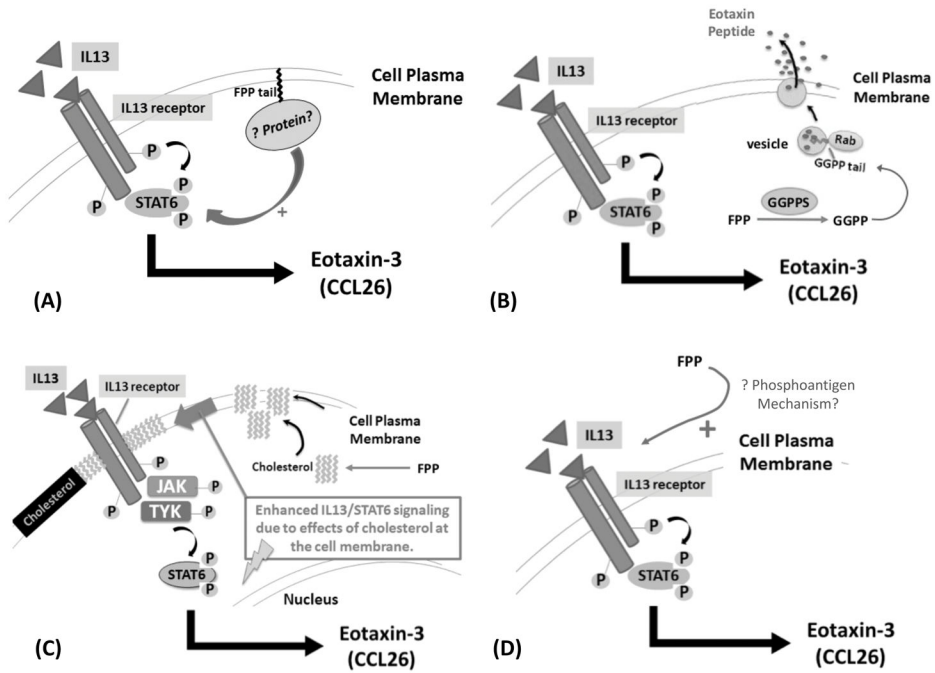 IL13
IL13 receptor
FPP tail
? Protein?
Cell Plasma
Membrane
P
P
P
STAT6
P
+
Eotaxin-3
(CCL26)
(A)
Eotaxin
Peptide
IL13
Cell Plasma
Membrane
IL13 receptor
vesicle
Rab
GGPP tail
P
P
P
STAT6
P
GGPPS
FPP
GGPP
Eotaxin-3
(CCL26)
(B)
IL13
IL13 receptor
Cell Plasma
Membrane
Cholesterol
FPP
Cholesterol
P
JAK
P
P
TYK
P
Enhanced IL13/STAT6 signaling
due to effects of cholesterol at
the cell membrane.
P
STAT6
P
Nucleus
Eotaxin-3
(CCL26)
(C)
FPP
? Phosphoantigen
Mechanism?
+
IL13
Cell Plasma
Membrane
IL13 receptor
P
P
P
STAT6
P
Eotaxin-3
(CCL26)
(D)